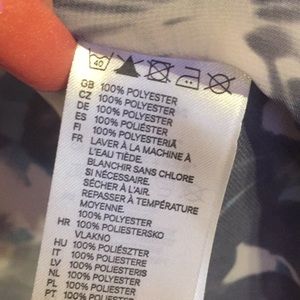 40
GB 100% POLYESTER
CZ 100% POLYESTER
DE 100% POLYESTER
ES 100% POLIÉSTER
FI 100% POLYESTERIÄ
FR LAVER À LA MACHINE À
L'EAU TIÈDE.
BLANCHIR SANS CHLORE
SI NÉCESSAIRE.
SÉCHER À L'AIR.
REPASSER À TEMPÉRATURE
MOYENNE.
100% POLYESTER
HR 100% POLIESTERSKO
VLAKNO
HU 100% POLIÉSZTER
IT 100% POLIESTERE
LV 100% POLIESTERIS
NL 100% POLYESTER
PL 100% POLIESTER
PT